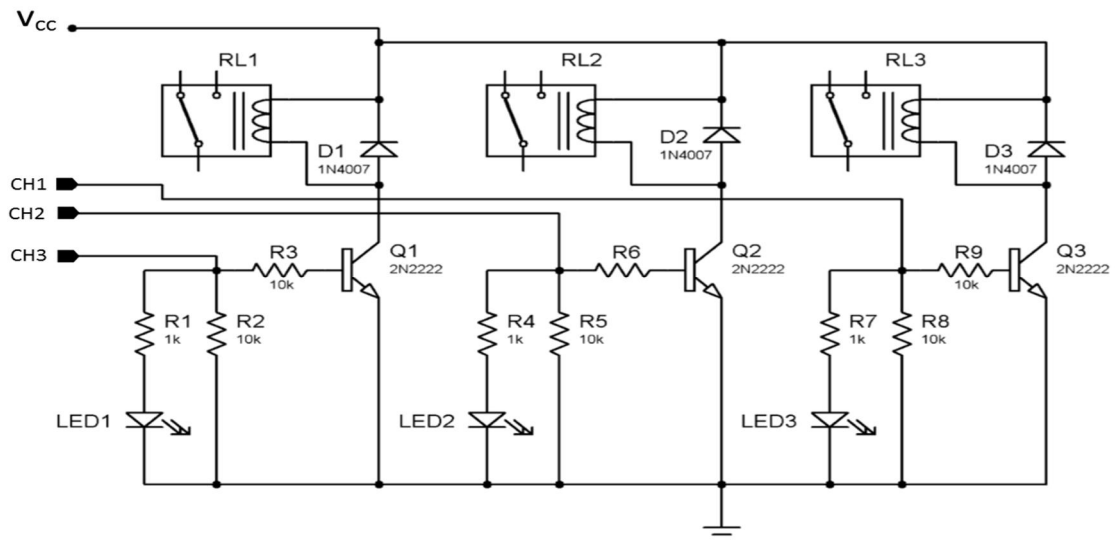 VCC
RL1
RL2
RL3
D1
1N4007
D2
1N4007
D3
1N4007
CH1
CH2
CH3
R3
10k
Q1
2N2222
R6
Q2
2N2222
R9
10k
Q3
2N2222
R1
1k
R2
10k
R4
1k
R5
10k
R7
1k
R8
10k
LED1
LED2
LED3